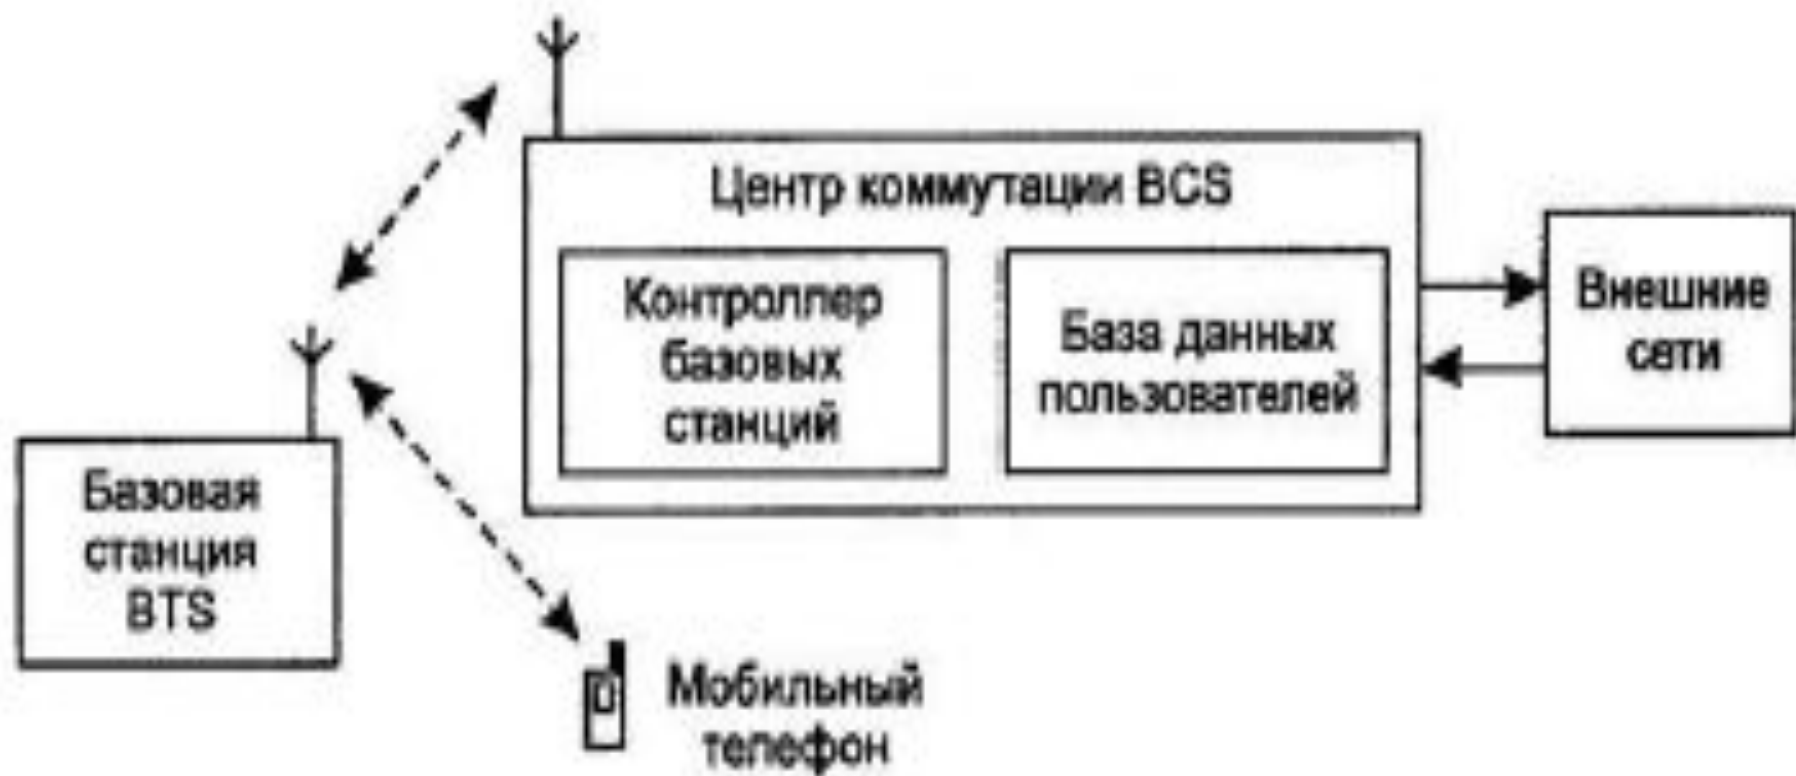 Центр коммутации BCS
Контроллер
базовых
станций
База данных
пользователей
Внешние
сети
Базовая
станция
BTS
Мобильный
телефон